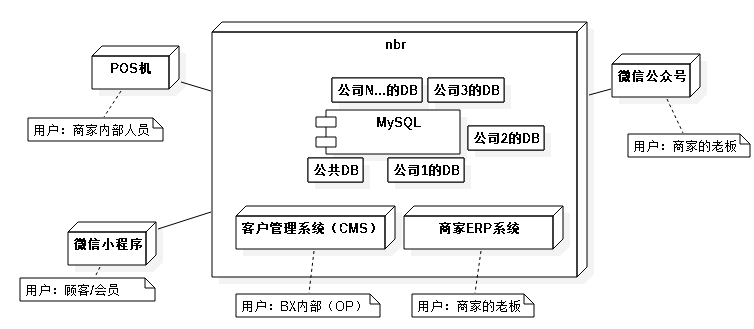 nbr
POS机
微信公众号
公司N...的DB
公司3的DB
MySQL
用户：商家内部人员
公司2的DB
用户：商家的老板
公共DB
公司1的DB
客户管理系统（CMS）
商家ERP系统
微信小程序
用户：顾客/会员
用户：BX内部（OP）
用户：商家的老板